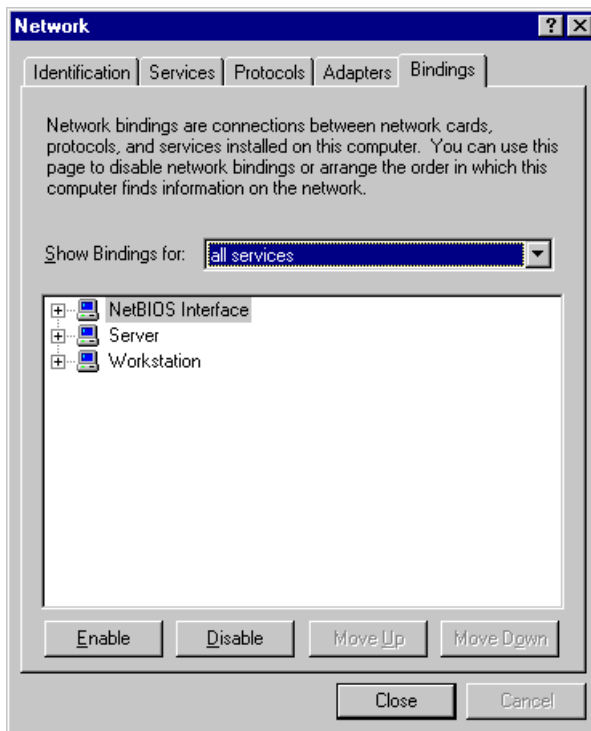 Network
Identification Services Protocols Adapters Bindings
Network bindings are connections between network cards,
protocols, and services installed on this computer. You can use this
page to disable network bindings or arrange the order in which this
computer finds information on the network.
Show Bindings for: all services
NetBIOS Interface
Server
Workstation
Enable Disable Move Up Move Down
Close Cancel